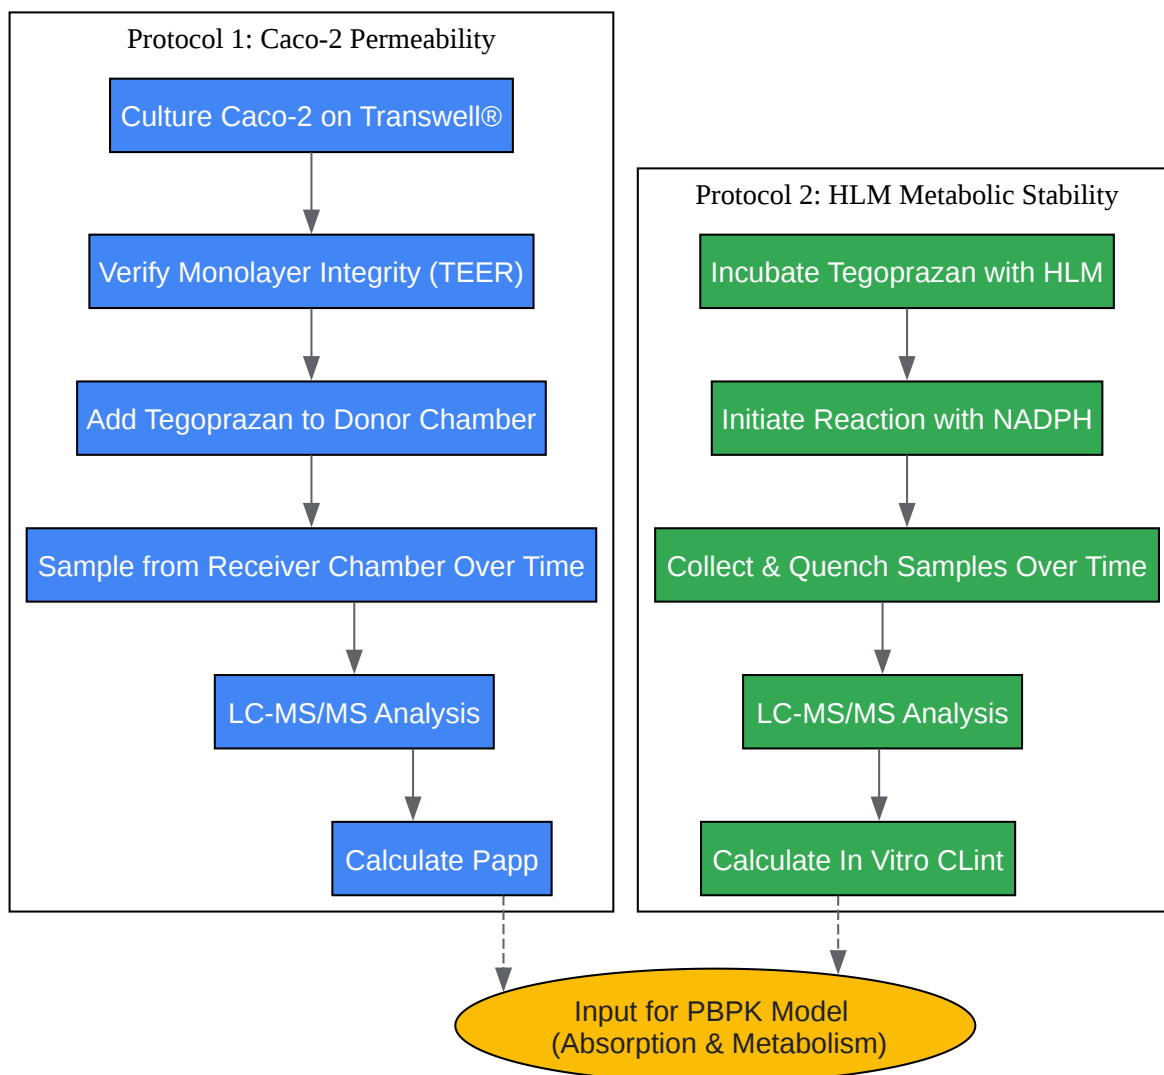 Protocol 1: Caco-2 Permeability
Culture Caco-2 on Transwell®
Verify Monolayer Integrity (TEER)
Add Tegoprazan to Donor Chamber
Sample from Receiver Chamber Over Time
LC-MS/MS Analysis
Calculate Papp
Protocol 2: HLM Metabolic Stability
Incubate Tegoprazan with HLM
Initiate Reaction with NADPH
Collect & Quench Samples Over Time
LC-MS/MS Analysis
Calculate In Vitro CLint
Input for PBPK Model
(Absorption & Metabolism)